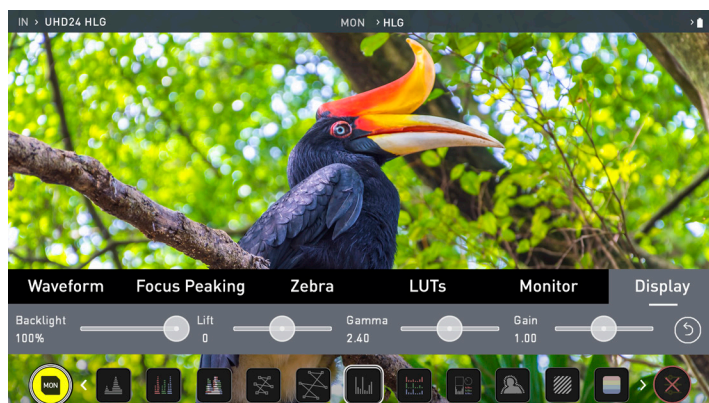 IN > UHD24 HLG
MON > HLG
>
Waveform Focus Peaking Zebra LUTs Monitor Display
Backlight Lift Gamma Gain
100% 0 2.40 1.00
MON